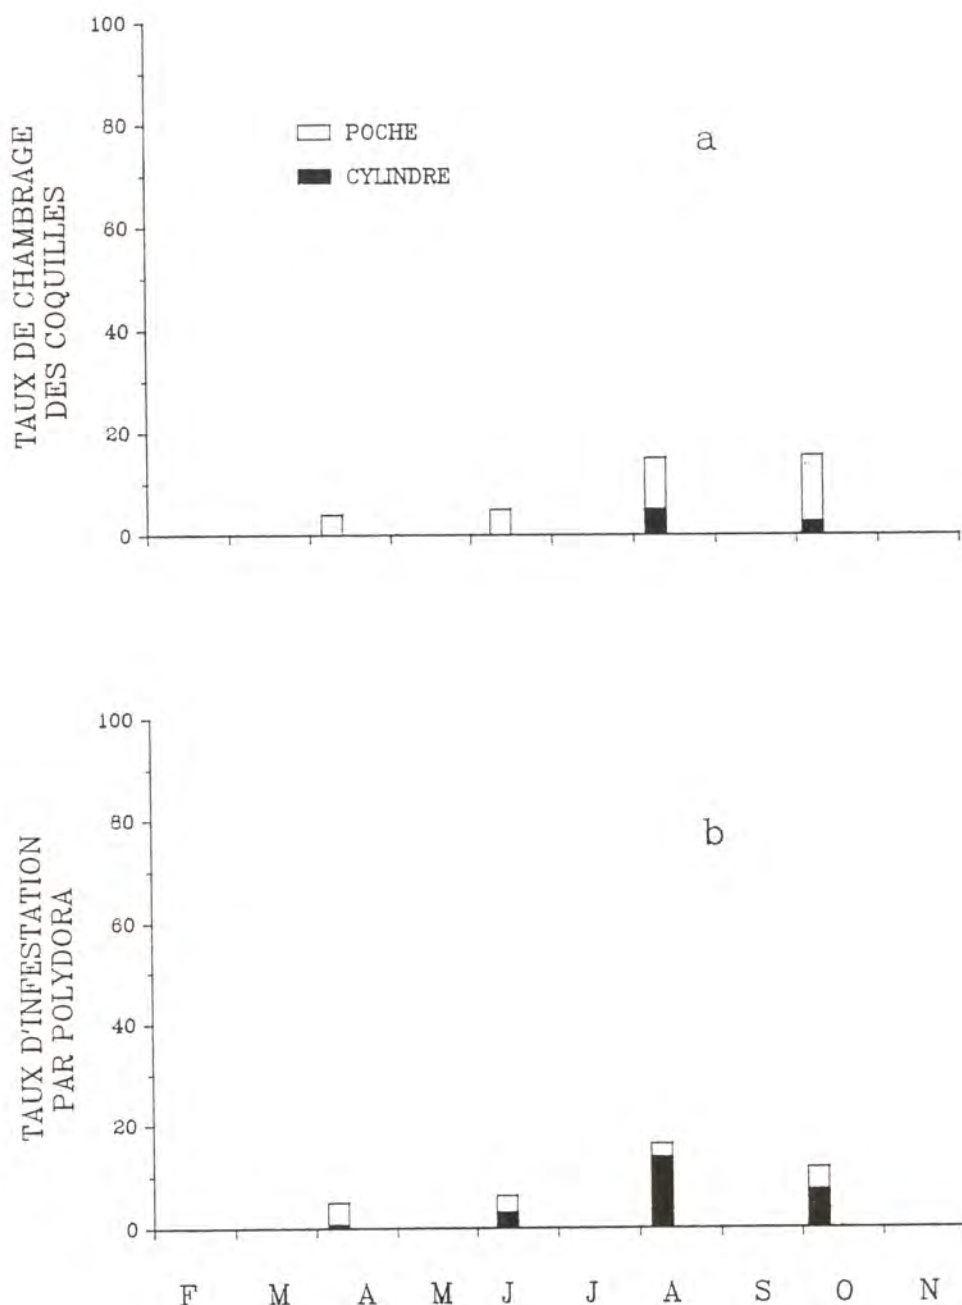 TAUX DE CHAMBRAGE
DES COQUILLES
100
80
60
40
20
0
POCHE
CYLINDRE
a
TAUX D'INFESTATION
PAR POLYDORA
100
80
60
40
20
0
b
F M A M J J A S O N